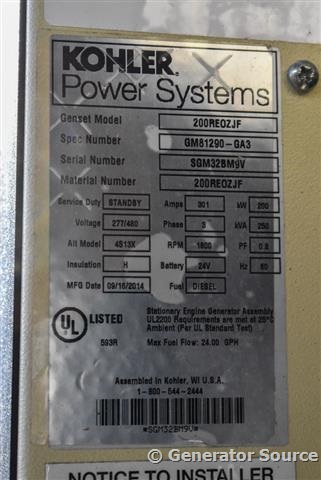 KOHLER.
Power Systems
Genset Model 200REOZJF
Spec Number GM81290-GA3
Serial Number SGM32BM9V
Material Number 200REOZJF
Service Duty STANDBY Amps 301 kW 200
Voltage 277/480 Phase 3 kVA 250
Alt Model 4S13X RPM 1800 PF 0.8
Insulation H Battery 24V Hz 60
MFG Date 09/16/2014 Fuel DIESEL
UL LISTED
593R
Stationary Engine Generator Assembly
UL2200 Requirements are met at 25°C
Ambient (Per UL Standard Test)
Max Fuel Flow: 24.00 GPH
Assembled in Kohler, WI U.S.A.
1-800-544-2444
*SGM32BM9V*
© Generator Source
NOTICE TO INSTALLER